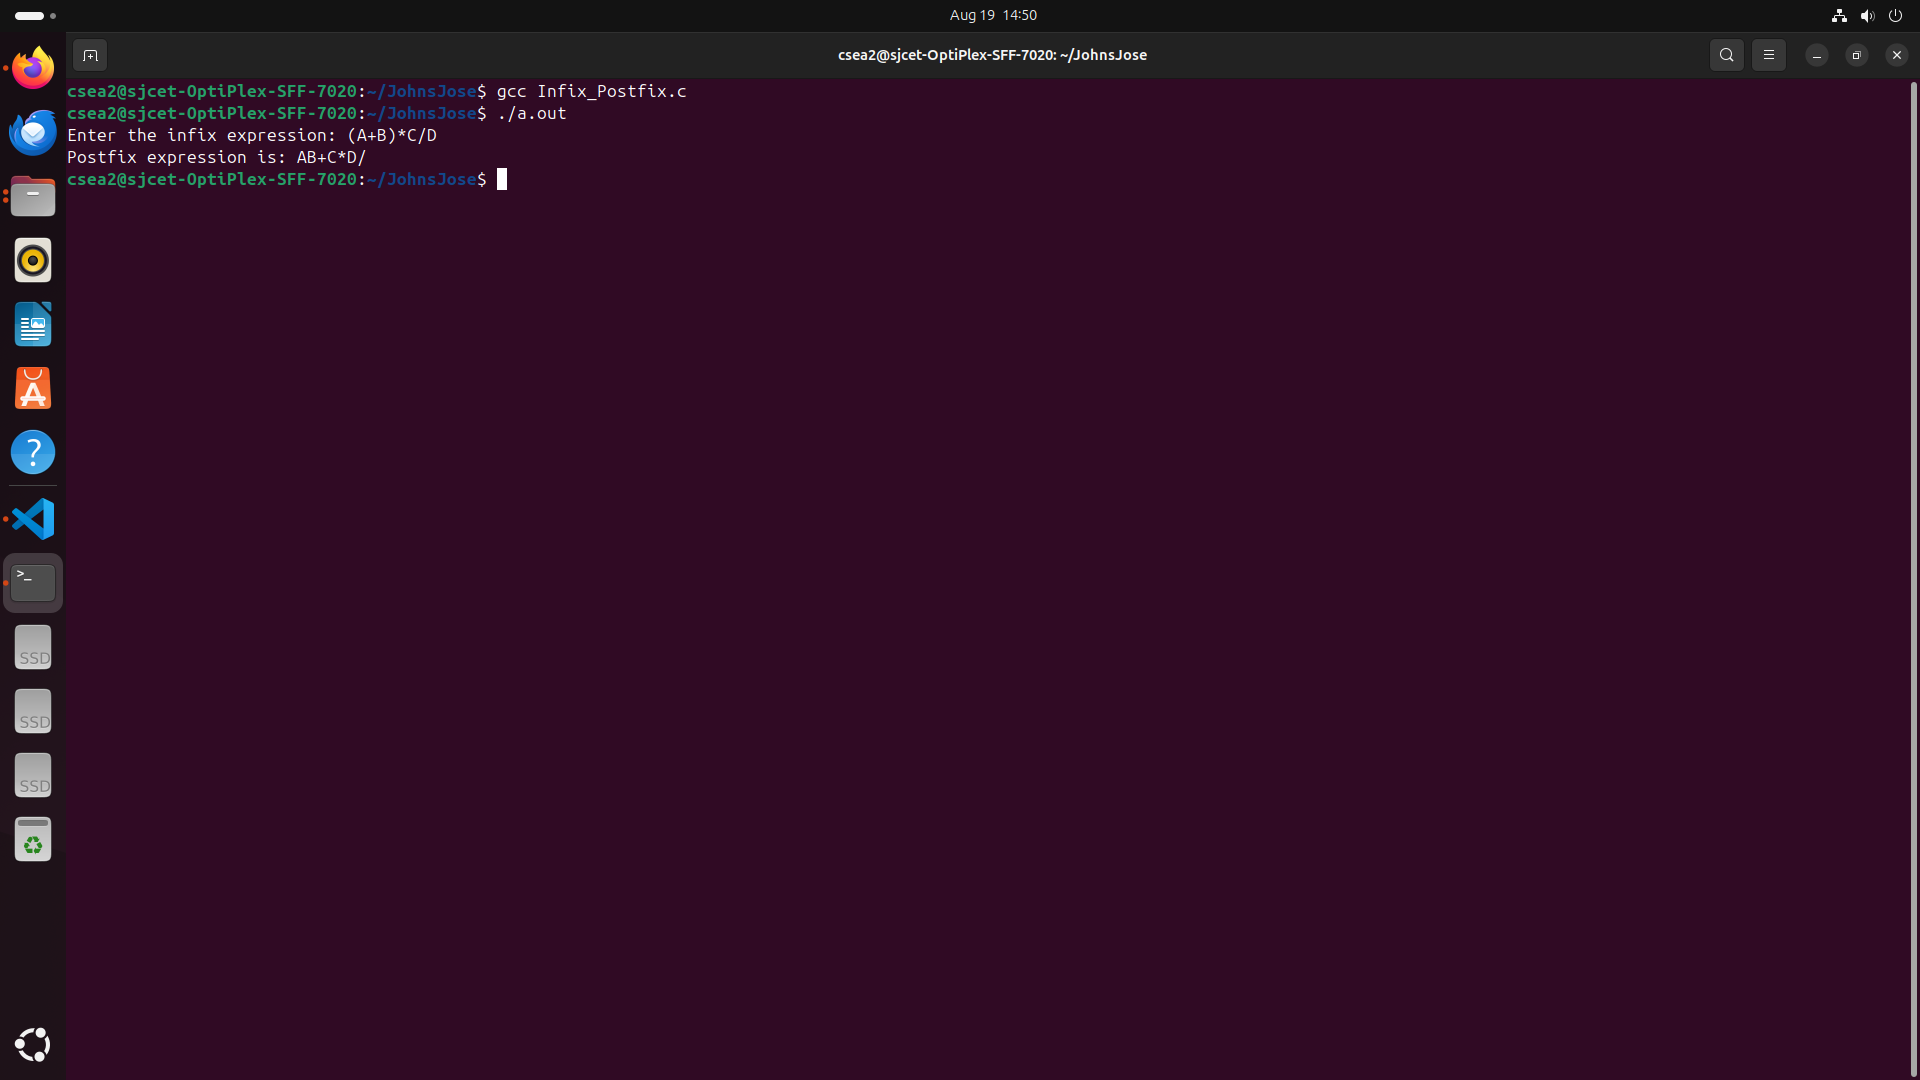 Aug 19 14:50
csea2@sjcet-OptiPlex-SFF-7020: ~/JohnsJose
csea2@sjcet-OptiPlex-SFF-7020:~/JohnsJose$ gcc Infix_Postfix.c
csea2@sjcet-OptiPlex-SFF-7020:~/JohnsJose$ ./a.out
Enter the infix expression: (A+B)*C/D
Postfix expression is: AB+C*D/
csea2@sjcet-OptiPlex-SFF-7020:~/JohnsJose$
>_
SSD
SSD
SSD